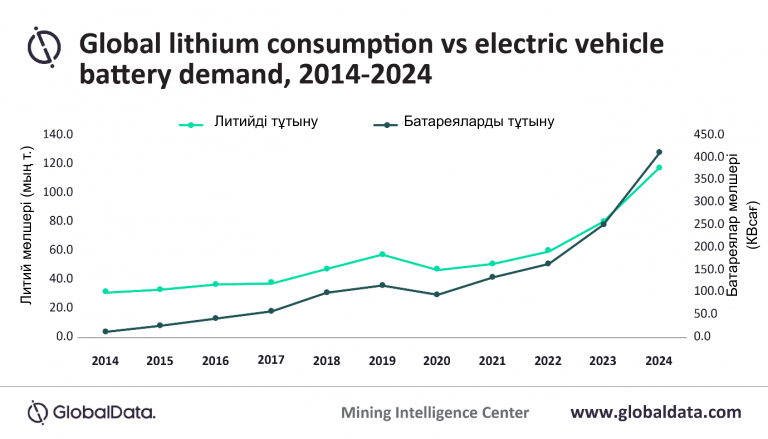 Global lithium consumption vs electric vehicle
battery demand, 2014-2024
Литийді тұтыну
Батареяларды тұтыну
Литий мөлшері (мың т.)
140.0
120.0
100.0
80.0
60.0
40.0
20.0
0.0
450.0
400.0
350.0
300.0
250.0
200.0
150.0
100.0
50.0
0.0
Батареялар мөлшері
(КВсағ)
2014 2015 2016 2017 2018 2019 2020 2021 2022 2023 2024
GlobalData.
Mining Intelligence Center
www.globaldata.com